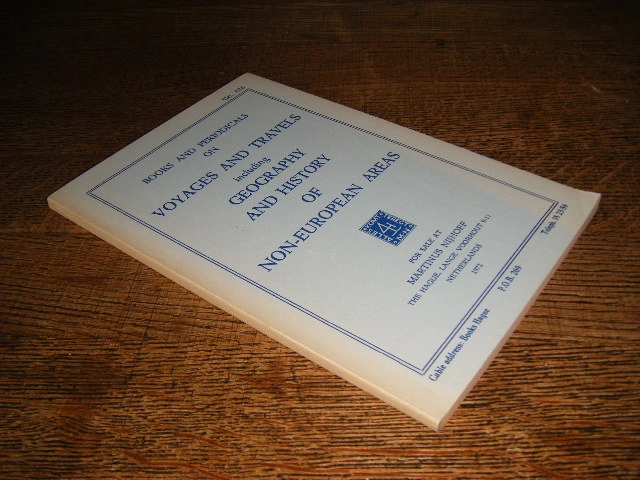 BOOKS AND PERIODICALS
ON
VOYAGES AND TRAVELS
including
GEOGRAPHY
AND HISTORY
OF
NON-EUROPEAN AREAS
FOR SALE AT
MARTINUS NIJHOFF
THE HAGUE, LANGE VOORHOUT 9-11
NETHERLANDS
1972
Cable address: Books Hague P.O.B. 269